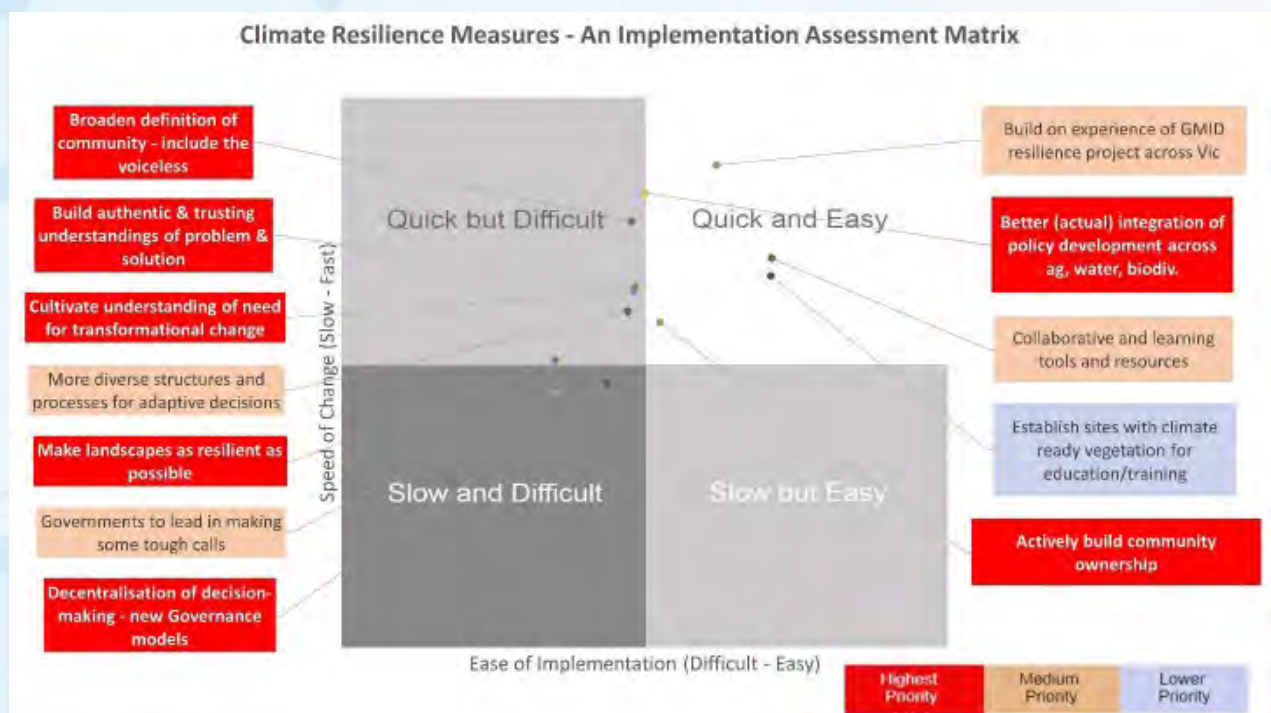 Climate Resilience Measures - An Implementation Assessment Matrix
Broaden definition of
community - include the
voiceless
Build authentic & trusting
understandings of problem &
solution
Cultivate understanding of need
for transformational change
More diverse structures and
processes for adaptive decisions
Make landscapes as resilient as
possible
Governments to lead in making
some tough calls
Decentralisation of decision-
making - new Governance
models
Speed of Change (Slow - Fast)
Quick but Difficult
Quick and Easy
Slow and Difficult
Slow but Easy
Ease of Implementation (Difficult - Easy)
Build on experience of GMID
resilience project across Vic
Better (actual) integration of
policy development across
ag, water, biodiv.
Collaborative and learning
tools and resources
Establish sites with climate
ready vegetation for
education/training
Actively build community
ownership
Highest
Priority
Medium
Priority
Lower
Priority